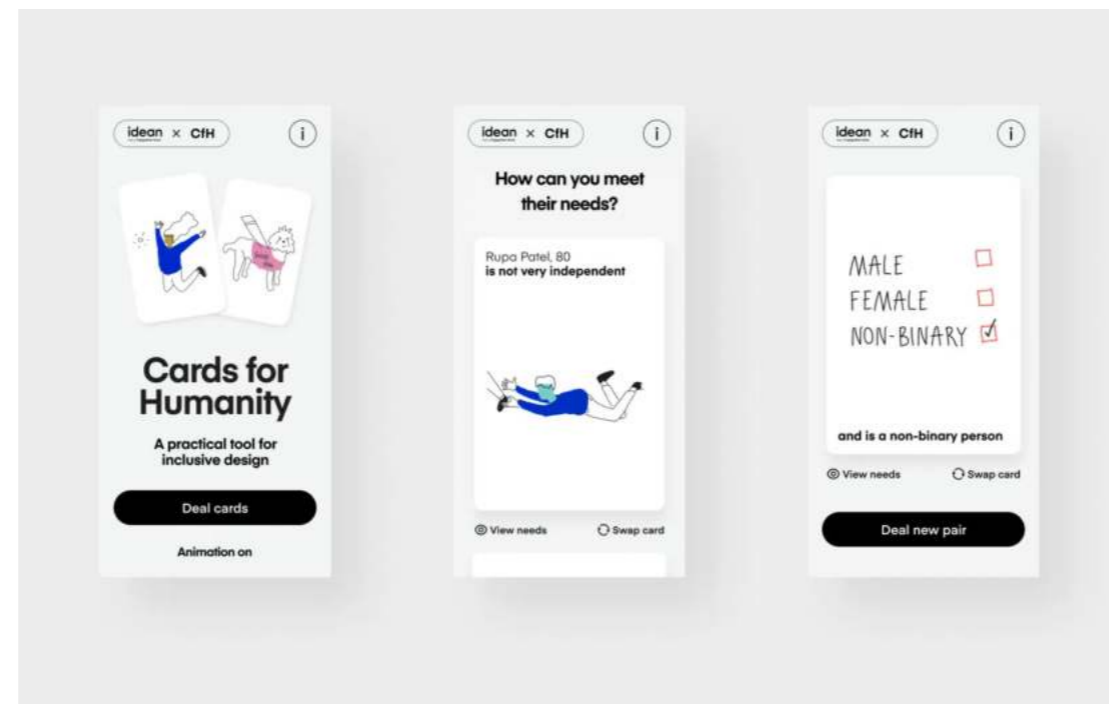 idean × CfH
i
Cards for
Humanity
A practical tool for
inclusive design
Deal cards
Animation on
idean × CfH
i
How can you meet
their needs?
Rupa Patel, 80
is not very independent
View needs
Swap card
idean × CfH
i
MALE
FEMALE
NON-BINARY
and is a non-binary person
View needs
Swap card
Deal new pair